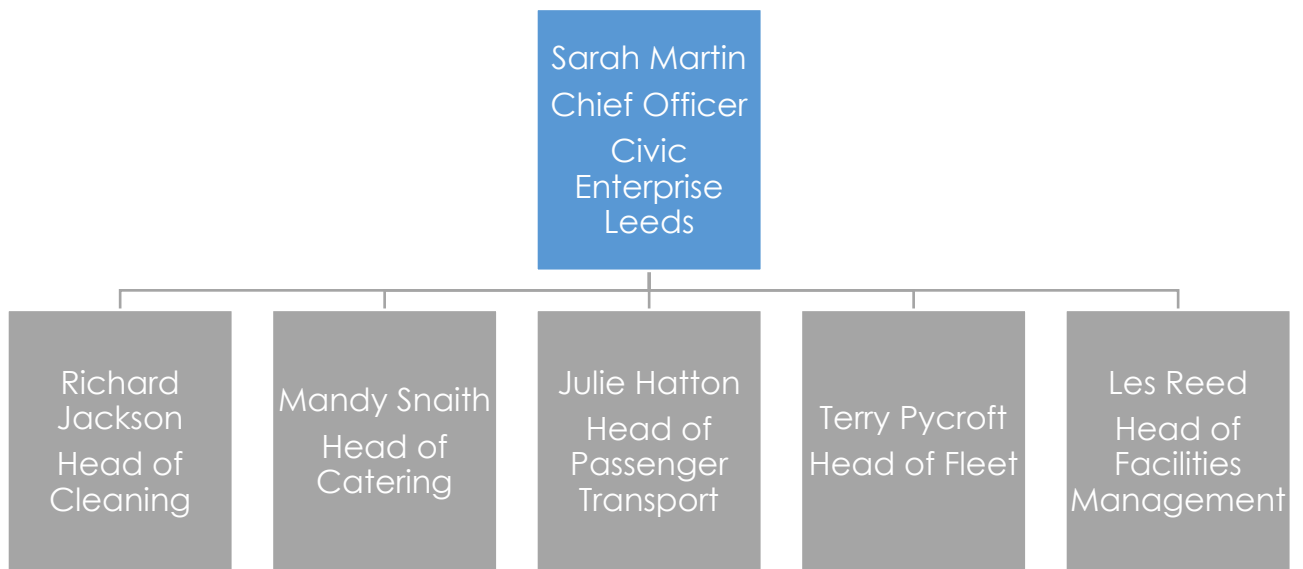 Sarah Martin
Chief Officer
Civic
Enterprise
Leeds
Richard
Jackson
Head of
Cleaning
Mandy Snaith
Head of
Catering
Julie Hatton
Head of
Passenger
Transport
Terry Pycroft
Head of Fleet
Les Reed
Head of
Facilities
Management